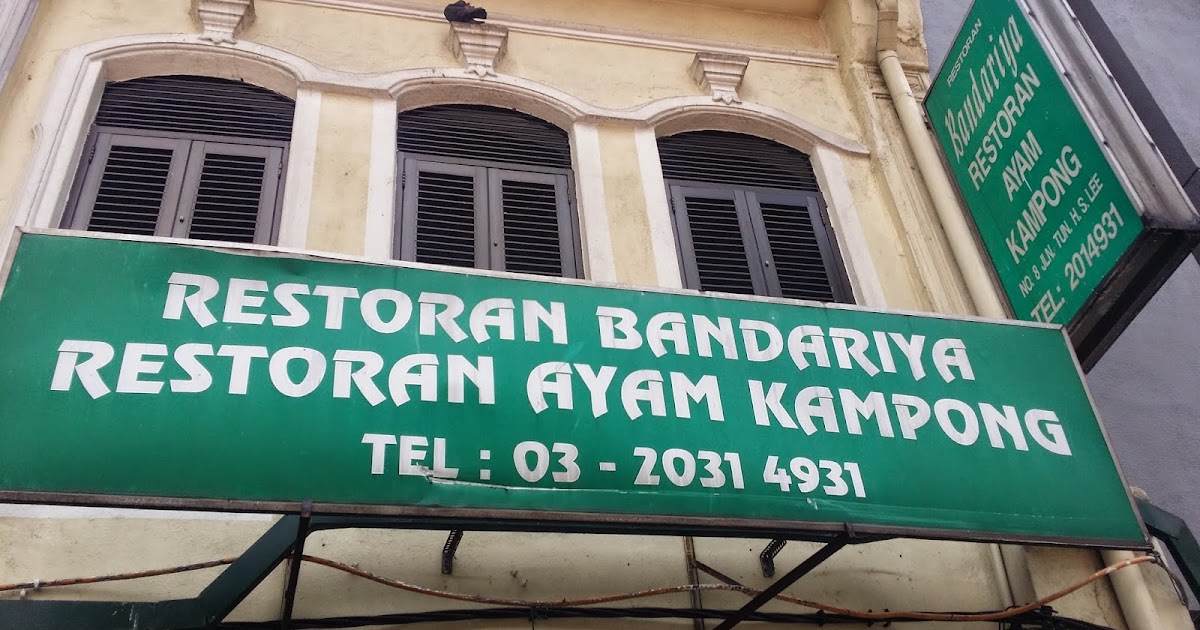 RESTORAN BANDARIYA
RESTORAN AYAM KAMPONG
TEL : 03 - 2031 4931
RESTORAN
Bandariya
RESTORAN
AYAM
KAMPONG
NO. 8 JLN. TUN. H. S. LEE
TEL: 2014931